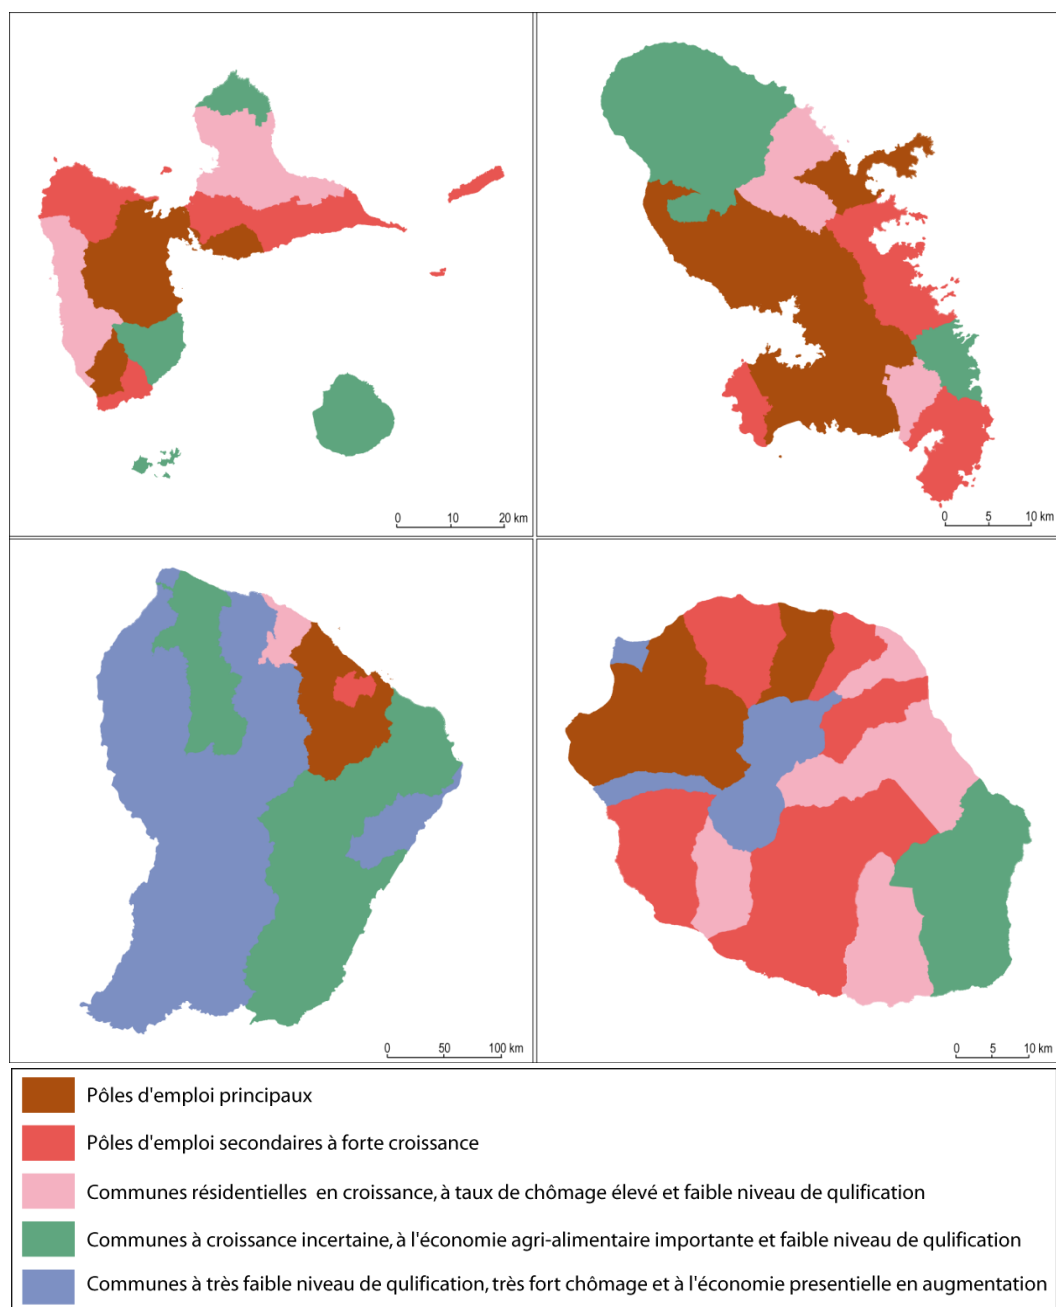 0 10 20 km
0 5 10 km
0 50 100 km
0 5 10 km
Pôles d'emploi principaux
Pôles d'emploi secondaires à forte croissance
Communes résidentielles en croissance, à taux de chômage élevé et faible niveau de qulification
Communes à croissance incertaine, à l'économie agri-alimentaire importante et faible niveau de qulification
Communes à très faible niveau de qulification, très fort chômage et à l'économie presentielle en augmentation